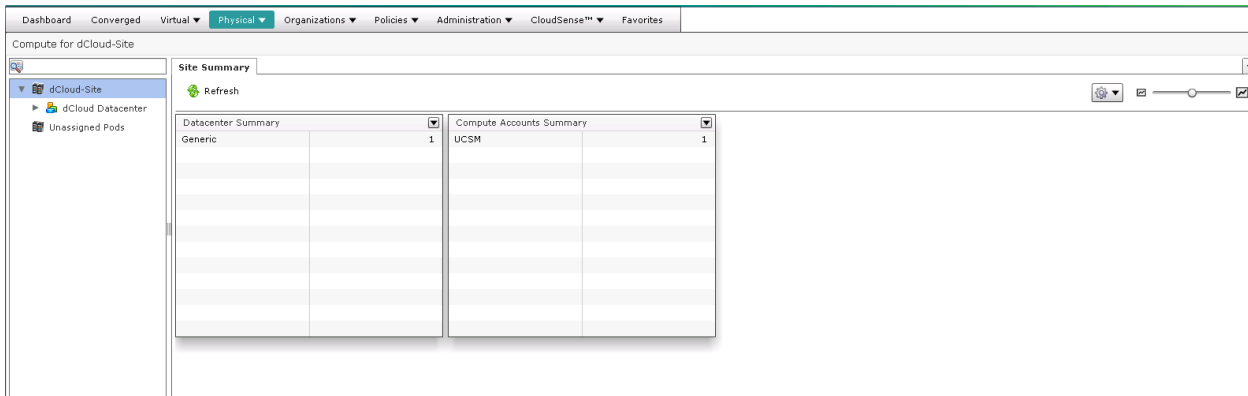 Dashboard Converged Virtual ▼ Physical ▼ Organizations ▼ Policies ▼ Administration ▼ CloudSense™ ▼ Favorites
Compute for dCloud-Site
Site Summary
dCloud-Site
Refresh
dCloud Datacenter
Unassigned Pods
Datacenter Summary
Generic 1
Compute Accounts Summary
UCSM 1